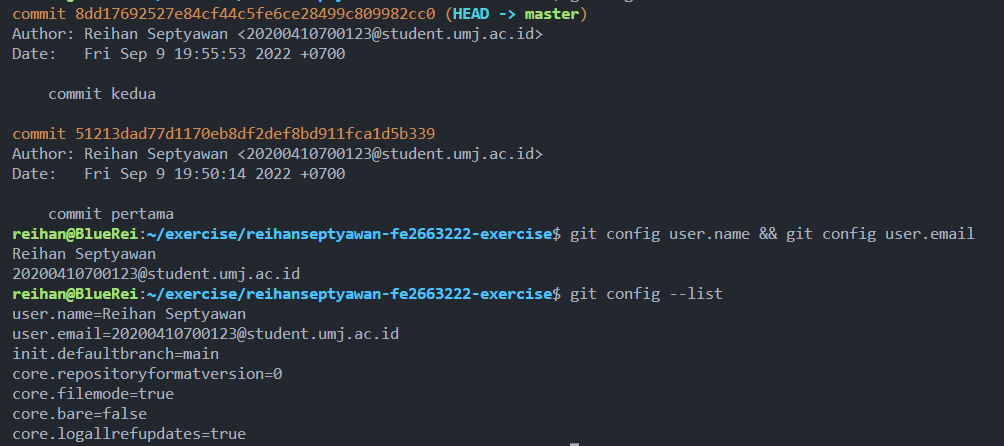 commit 8dd17692527e84cf44c5fe6ce28499c809982cc0 (HEAD -> master)
Author: Reihan Septyawan <20200410700123@student.umj.ac.id>
Date:   Fri Sep 9 19:55:53 2022 +0700

    commit kedua

commit 51213dad77d1170eb8df2def8bd911fca1d5b339
Author: Reihan Septyawan <20200410700123@student.umj.ac.id>
Date:   Fri Sep 9 19:50:14 2022 +0700

    commit pertama
reihan@BlueRei:~/exercise/reihanseptyawan-fe2663222-exercise$ git config user.name && git config user.email
Reihan Septyawan
20200410700123@student.umj.ac.id
reihan@BlueRei:~/exercise/reihanseptyawan-fe2663222-exercise$ git config --list
user.name=Reihan Septyawan
user.email=20200410700123@student.umj.ac.id
init.defaultbranch=main
core.repositoryformatversion=0
core.filemode=true
core.bare=false
core.logallrefupdates=true